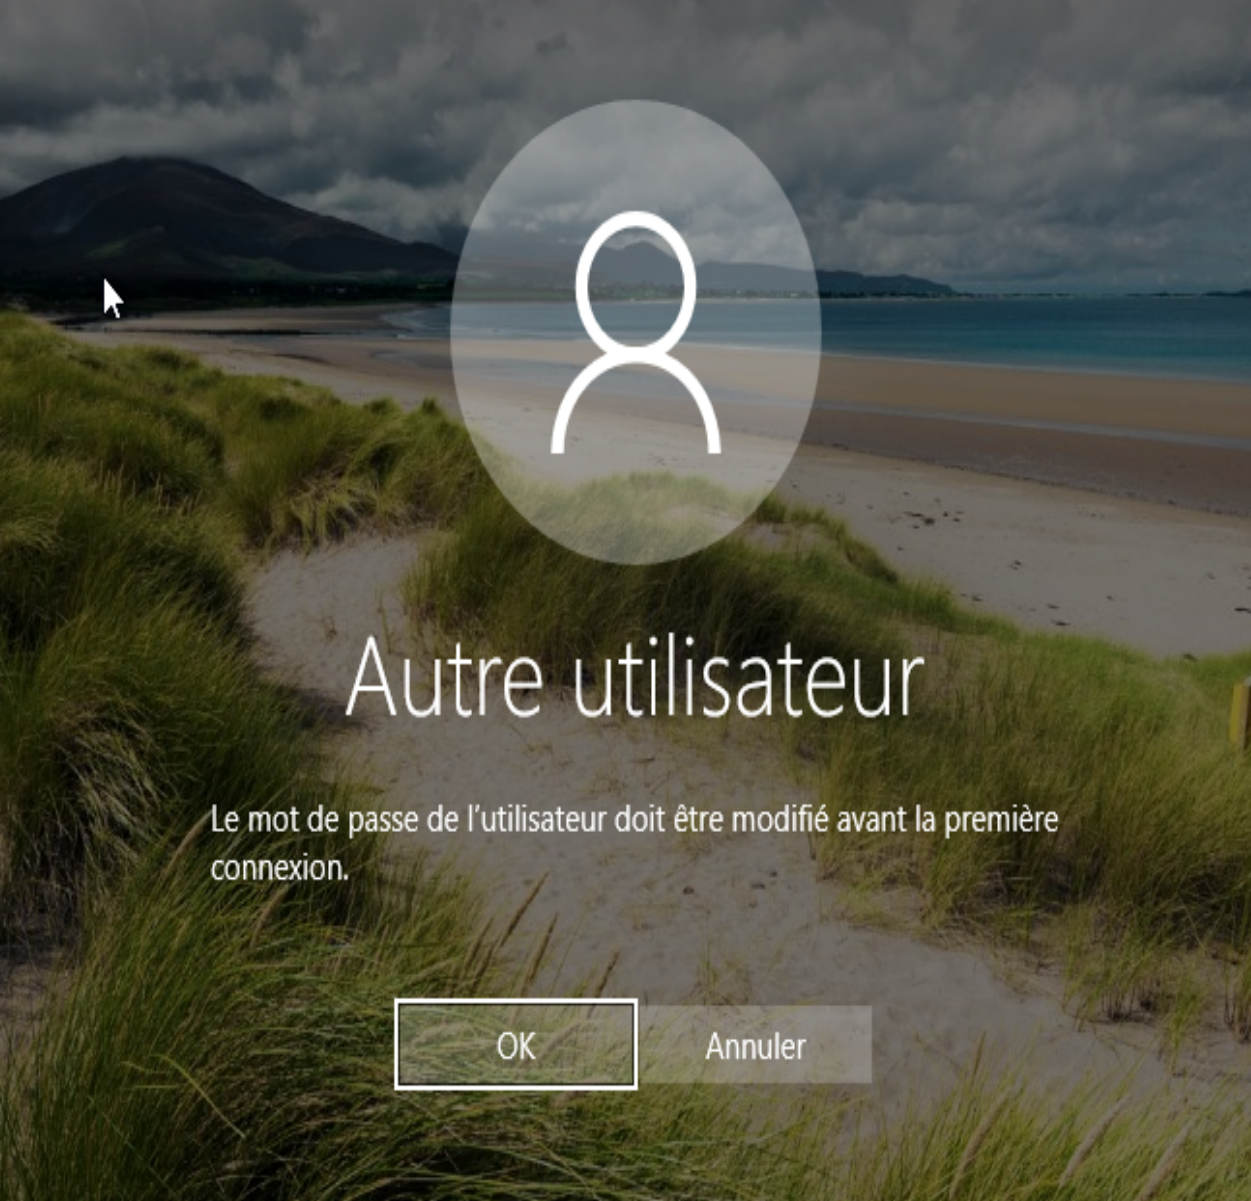 Autre utilisateur
Le mot de passe de l’utilisateur doit être modifié avant la première
connexion.
OK
Annuler